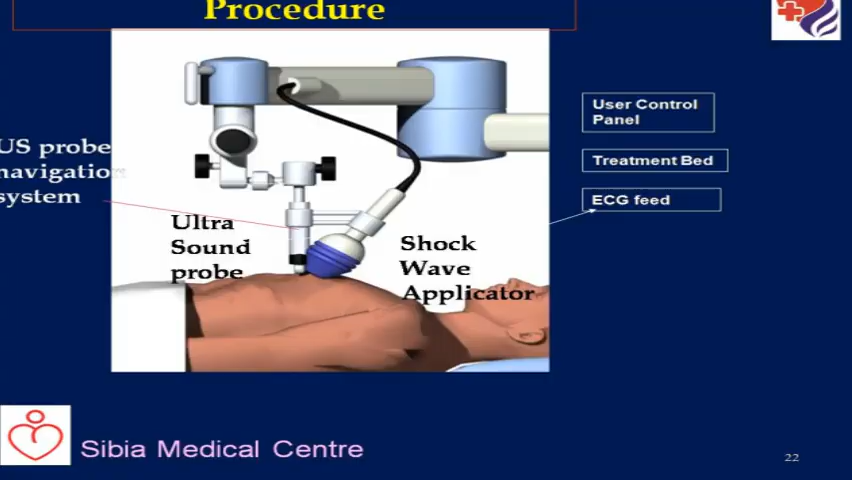 Procedure
US probe
navigation
system
Ultra
Sound
probe
Shock
Wave
Applicator
User Control
Panel
Treatment Bed
ECG feed
Sibia Medical Centre
22